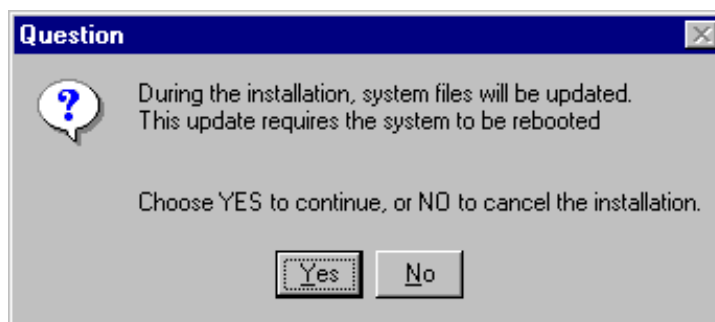 Question
During the installation, system files will be updated.
This update requires the system to be rebooted
Choose YES to continue, or NO to cancel the installation.
Yes No